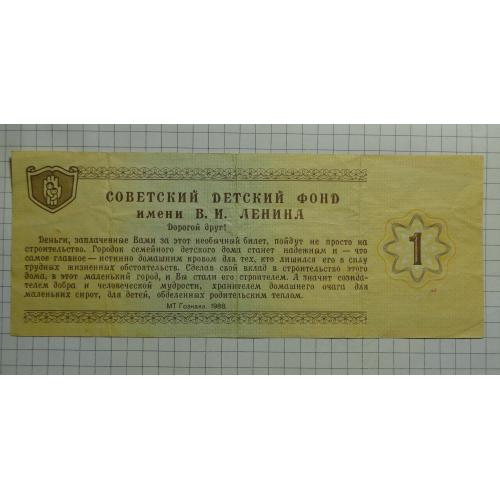 СОВЕТСКИЙ ДЕТСКИЙ ФОНД
имени В. И. ЛЕНИНА
Дорогой друг!
Деньги, заплаченные Вами за этот необычный билет, пойдут не просто на
строительство. Городок семейного детского дома станет надежным и — что
самое главное — истинно домашним кровом для тех, кто лишился его в силу
трудных жизненных обстоятельств. Сделав свой вклад в строительство этого
дома, в этот маленький город, и Вы стали его строителем. А значит созида-
телем добра и человеческой мудрости, хранителем домашнего очага для
маленьких сирот, для детей, обделенных родительским теплом.
МТ Гознака. 1988.
1